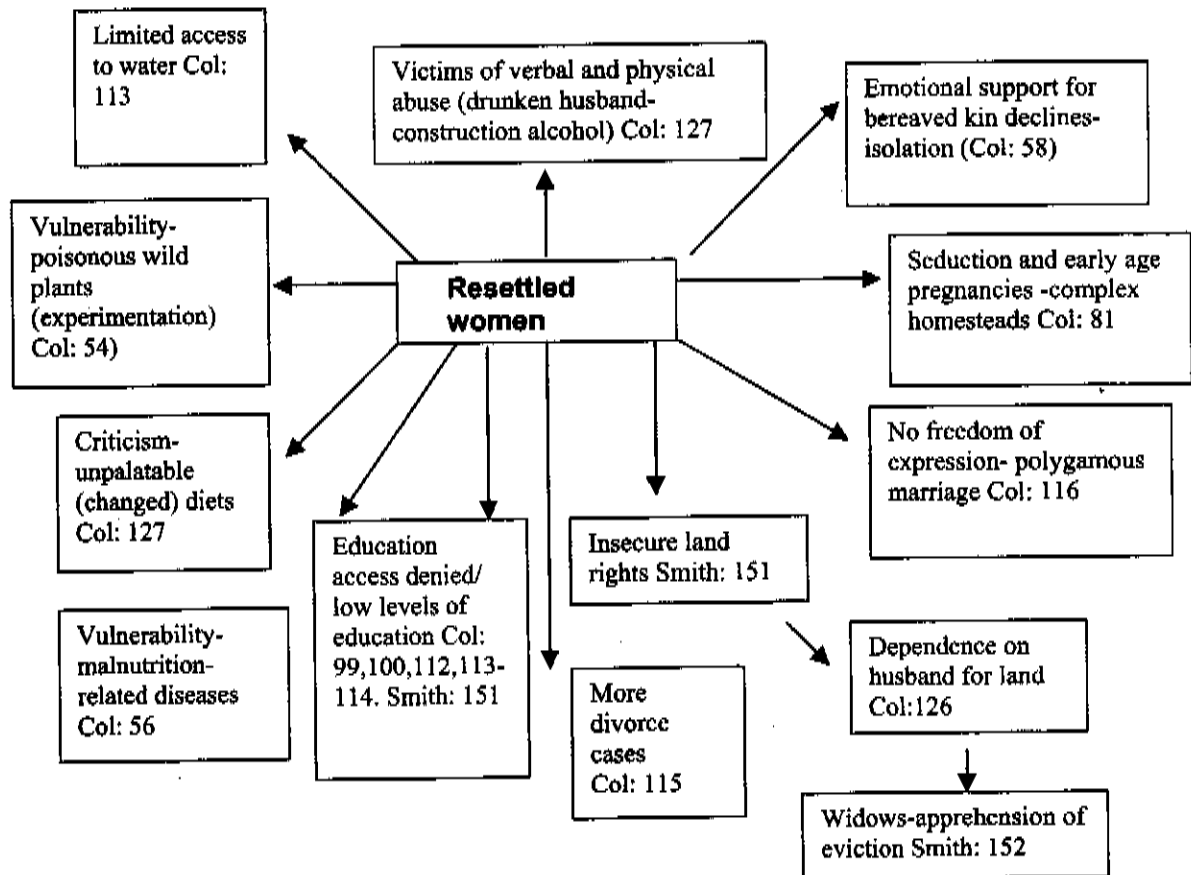 Limited access
to water Col:
113
Victims of verbal and physical
abuse (drunken husband-
construction alcohol) Col: 127
Emotional support for
bereaved kin declines-
isolation (Col: 58)
Vulnerability-
poisonous wild
plants
(experimentation)
Col: 54)
Resettled
women
Seduction and early age
pregnancies -complex
homesteads Col: 81
Criticism-
unpalatable
(changed) diets
Col: 127
No freedom of
expression- polygamous
marriage Col: 116
Vulnerability-
malnutrition-
related diseases
Col: 56
Education
access denied/
low levels of
education Col:
99,100,112,113-
114. Smith: 151
Insecure land
rights Smith: 151
More
divorce
cases
Col: 115
Dependence on
husband for land
Col:126
Widows-apprehension of
eviction Smith: 152